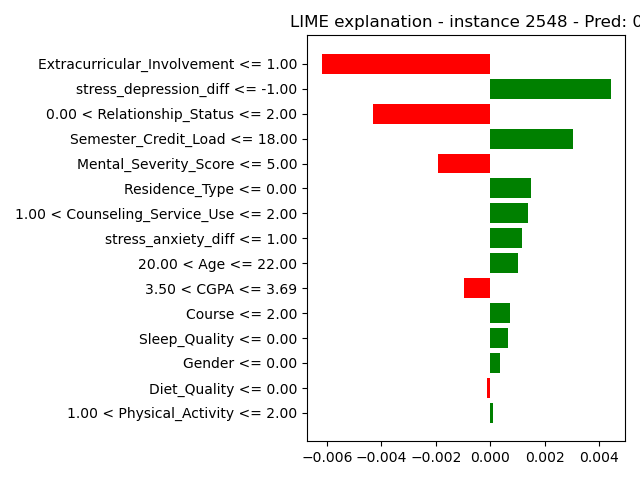 LIME explanation - instance 2548 - Pred: 0
Extracurricular_Involvement <= 1.00
stress_depression_diff <= -1.00
0.00 < Relationship_Status <= 2.00
Semester_Credit_Load <= 18.00
Mental_Severity_Score <= 5.00
Residence_Type <= 0.00
1.00 < Counseling_Service_Use <= 2.00
stress_anxiety_diff <= 1.00
20.00 < Age <= 22.00
3.50 < CGPA <= 3.69
Course <= 2.00
Sleep_Quality <= 0.00
Gender <= 0.00
Diet_Quality <= 0.00
1.00 < Physical_Activity <= 2.00
−0.006 −0.004 −0.002 0.000 0.002 0.004